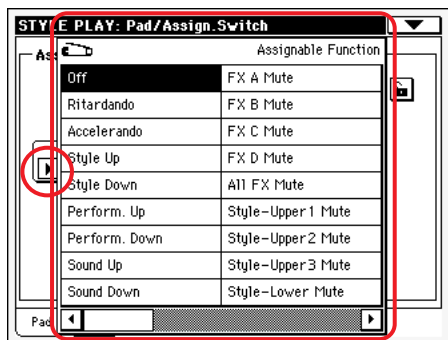 STYLE PLAY: Pad/Assign.Switch
Ass
Assignable Function
Off FX A Mute
Ritardando FX B Mute
Accelerando FX C Mute
Style Up FX D Mute
Style Down All FX Mute
Perform. Up Style-Upper1 Mute
Perform. Down Style-Upper2 Mute
Sound Up Style-Upper3 Mute
Sound Down Style-Lower Mute
Pad